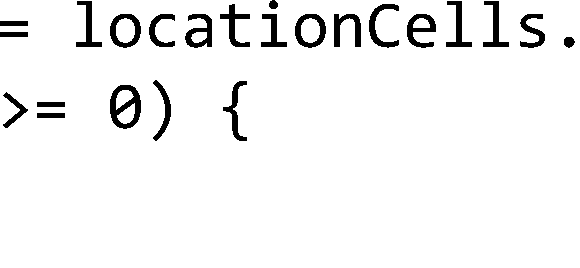 = locationCells.
>= 0) {